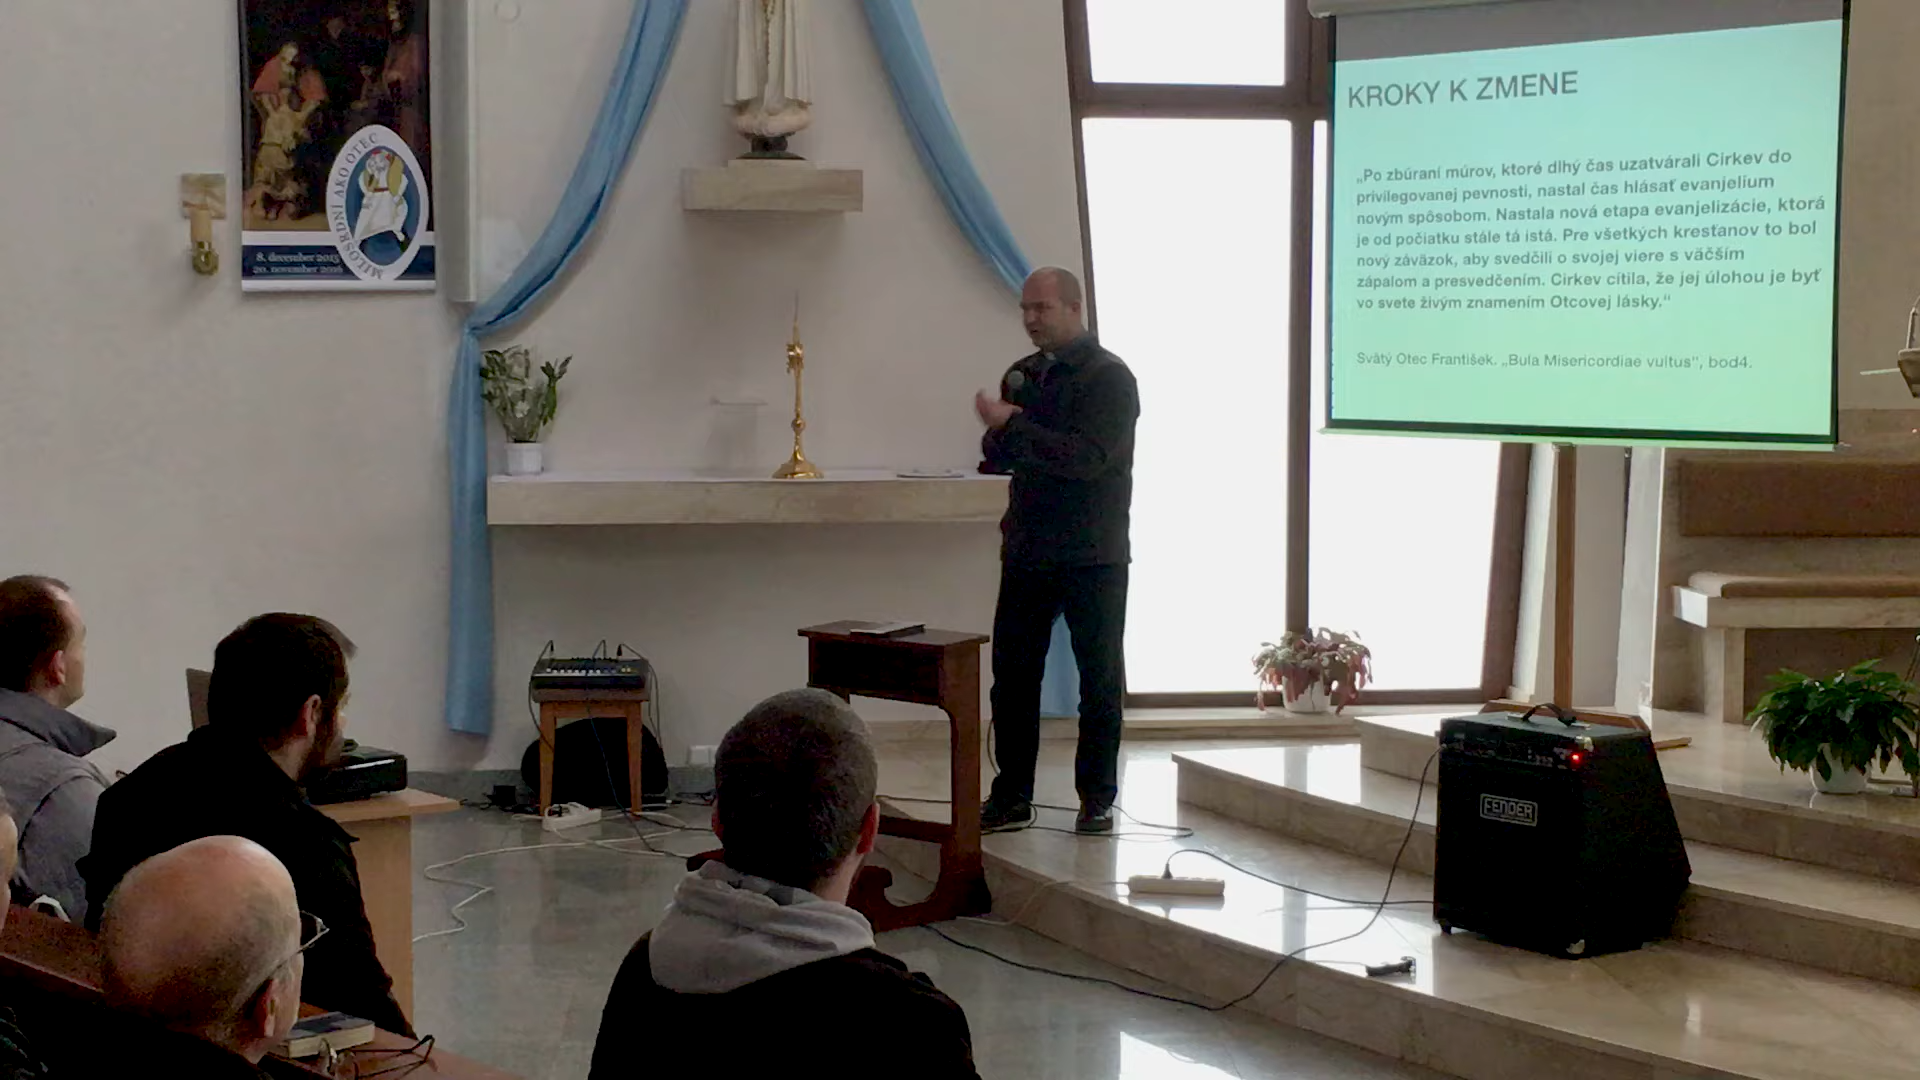 MILOSRDNÍ AKO OTEC
8. december 2015
20. november 2016
KROKY K ZMENE
„Po zbúraní múrov, ktoré dlhý čas uzatvárali Cirkev do
privilegovanej pevnosti, nastal čas hlásať evanjelium
novým spôsobom. Nastala nová etapa evanjelizácie, ktorá
je od počiatku stále tá istá. Pre všetkých kresťanov to bol
nový záväzok, aby svedčili o svojej viere s väčším
zápalom a presvedčením. Cirkev cítila, že jej úlohou je byť
vo svete živým znamením Otcovej lásky.“
Svätý Otec František. „Bula Misericordiae vultus“, bod4.
FENDER